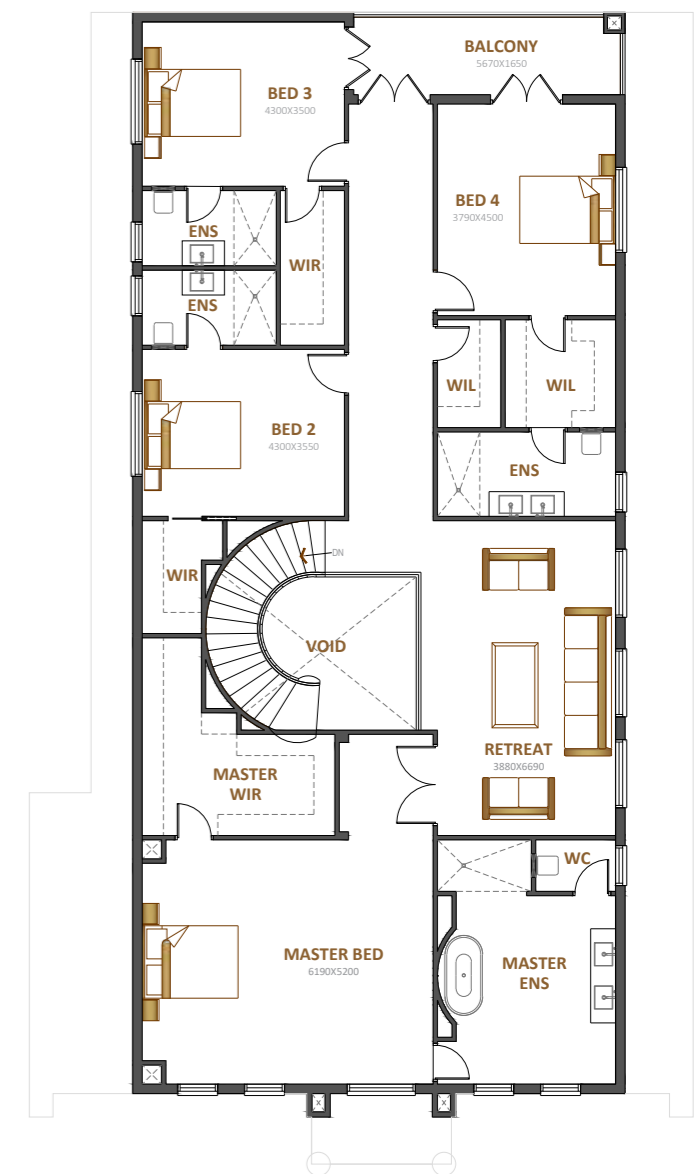 BALCONY
5670X1650
BED 3
4300X3500
BED 4
3790X4500
ENS
WIR
ENS
WIL
WIL
BED 2
4300X3550
ENS
DN
WIR
VOID
RETREAT
3880X6690
MASTER
WIR
WC
MASTER BED
6190X5200
MASTER
ENS